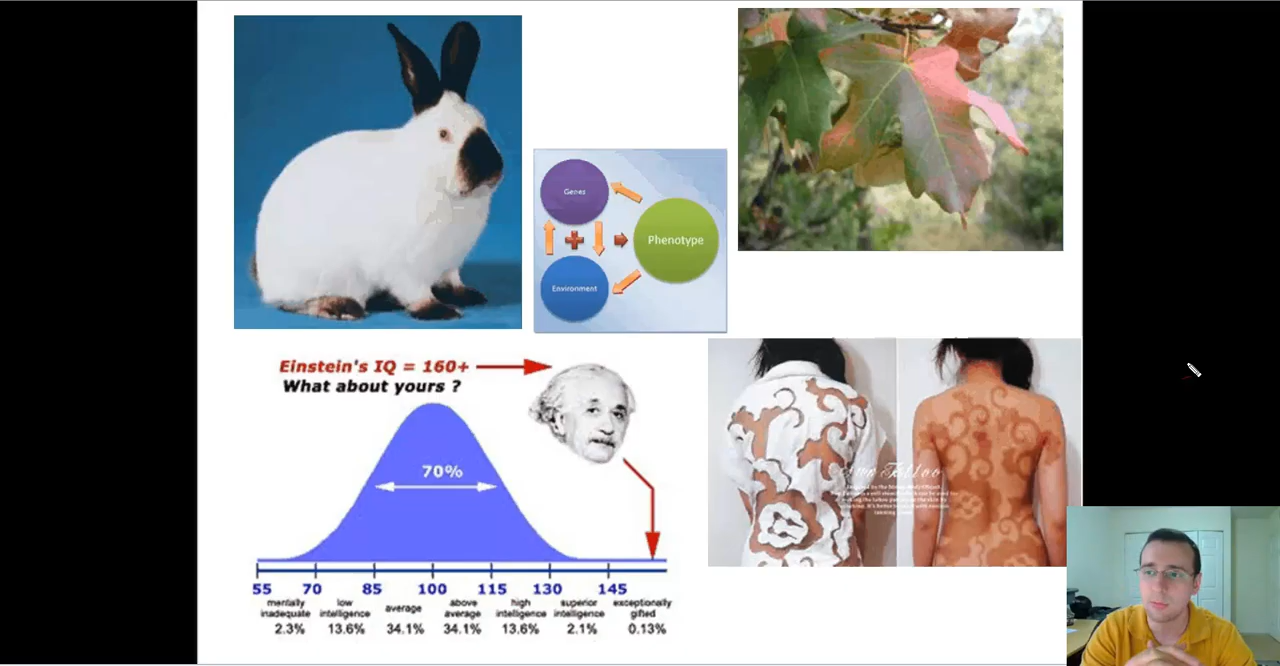 Genes
Phenotype
Environment
Einstein's IQ = 160+
What about yours ?
70%
55 70 85 100 115 130 145
mentally inadequate
2.3%
low intelligence
13.6%
average
34.1%
above average
34.1%
high intelligence
13.6%
superior intelligence
2.1%
exceptionally gifted
0.13%
Tattoo